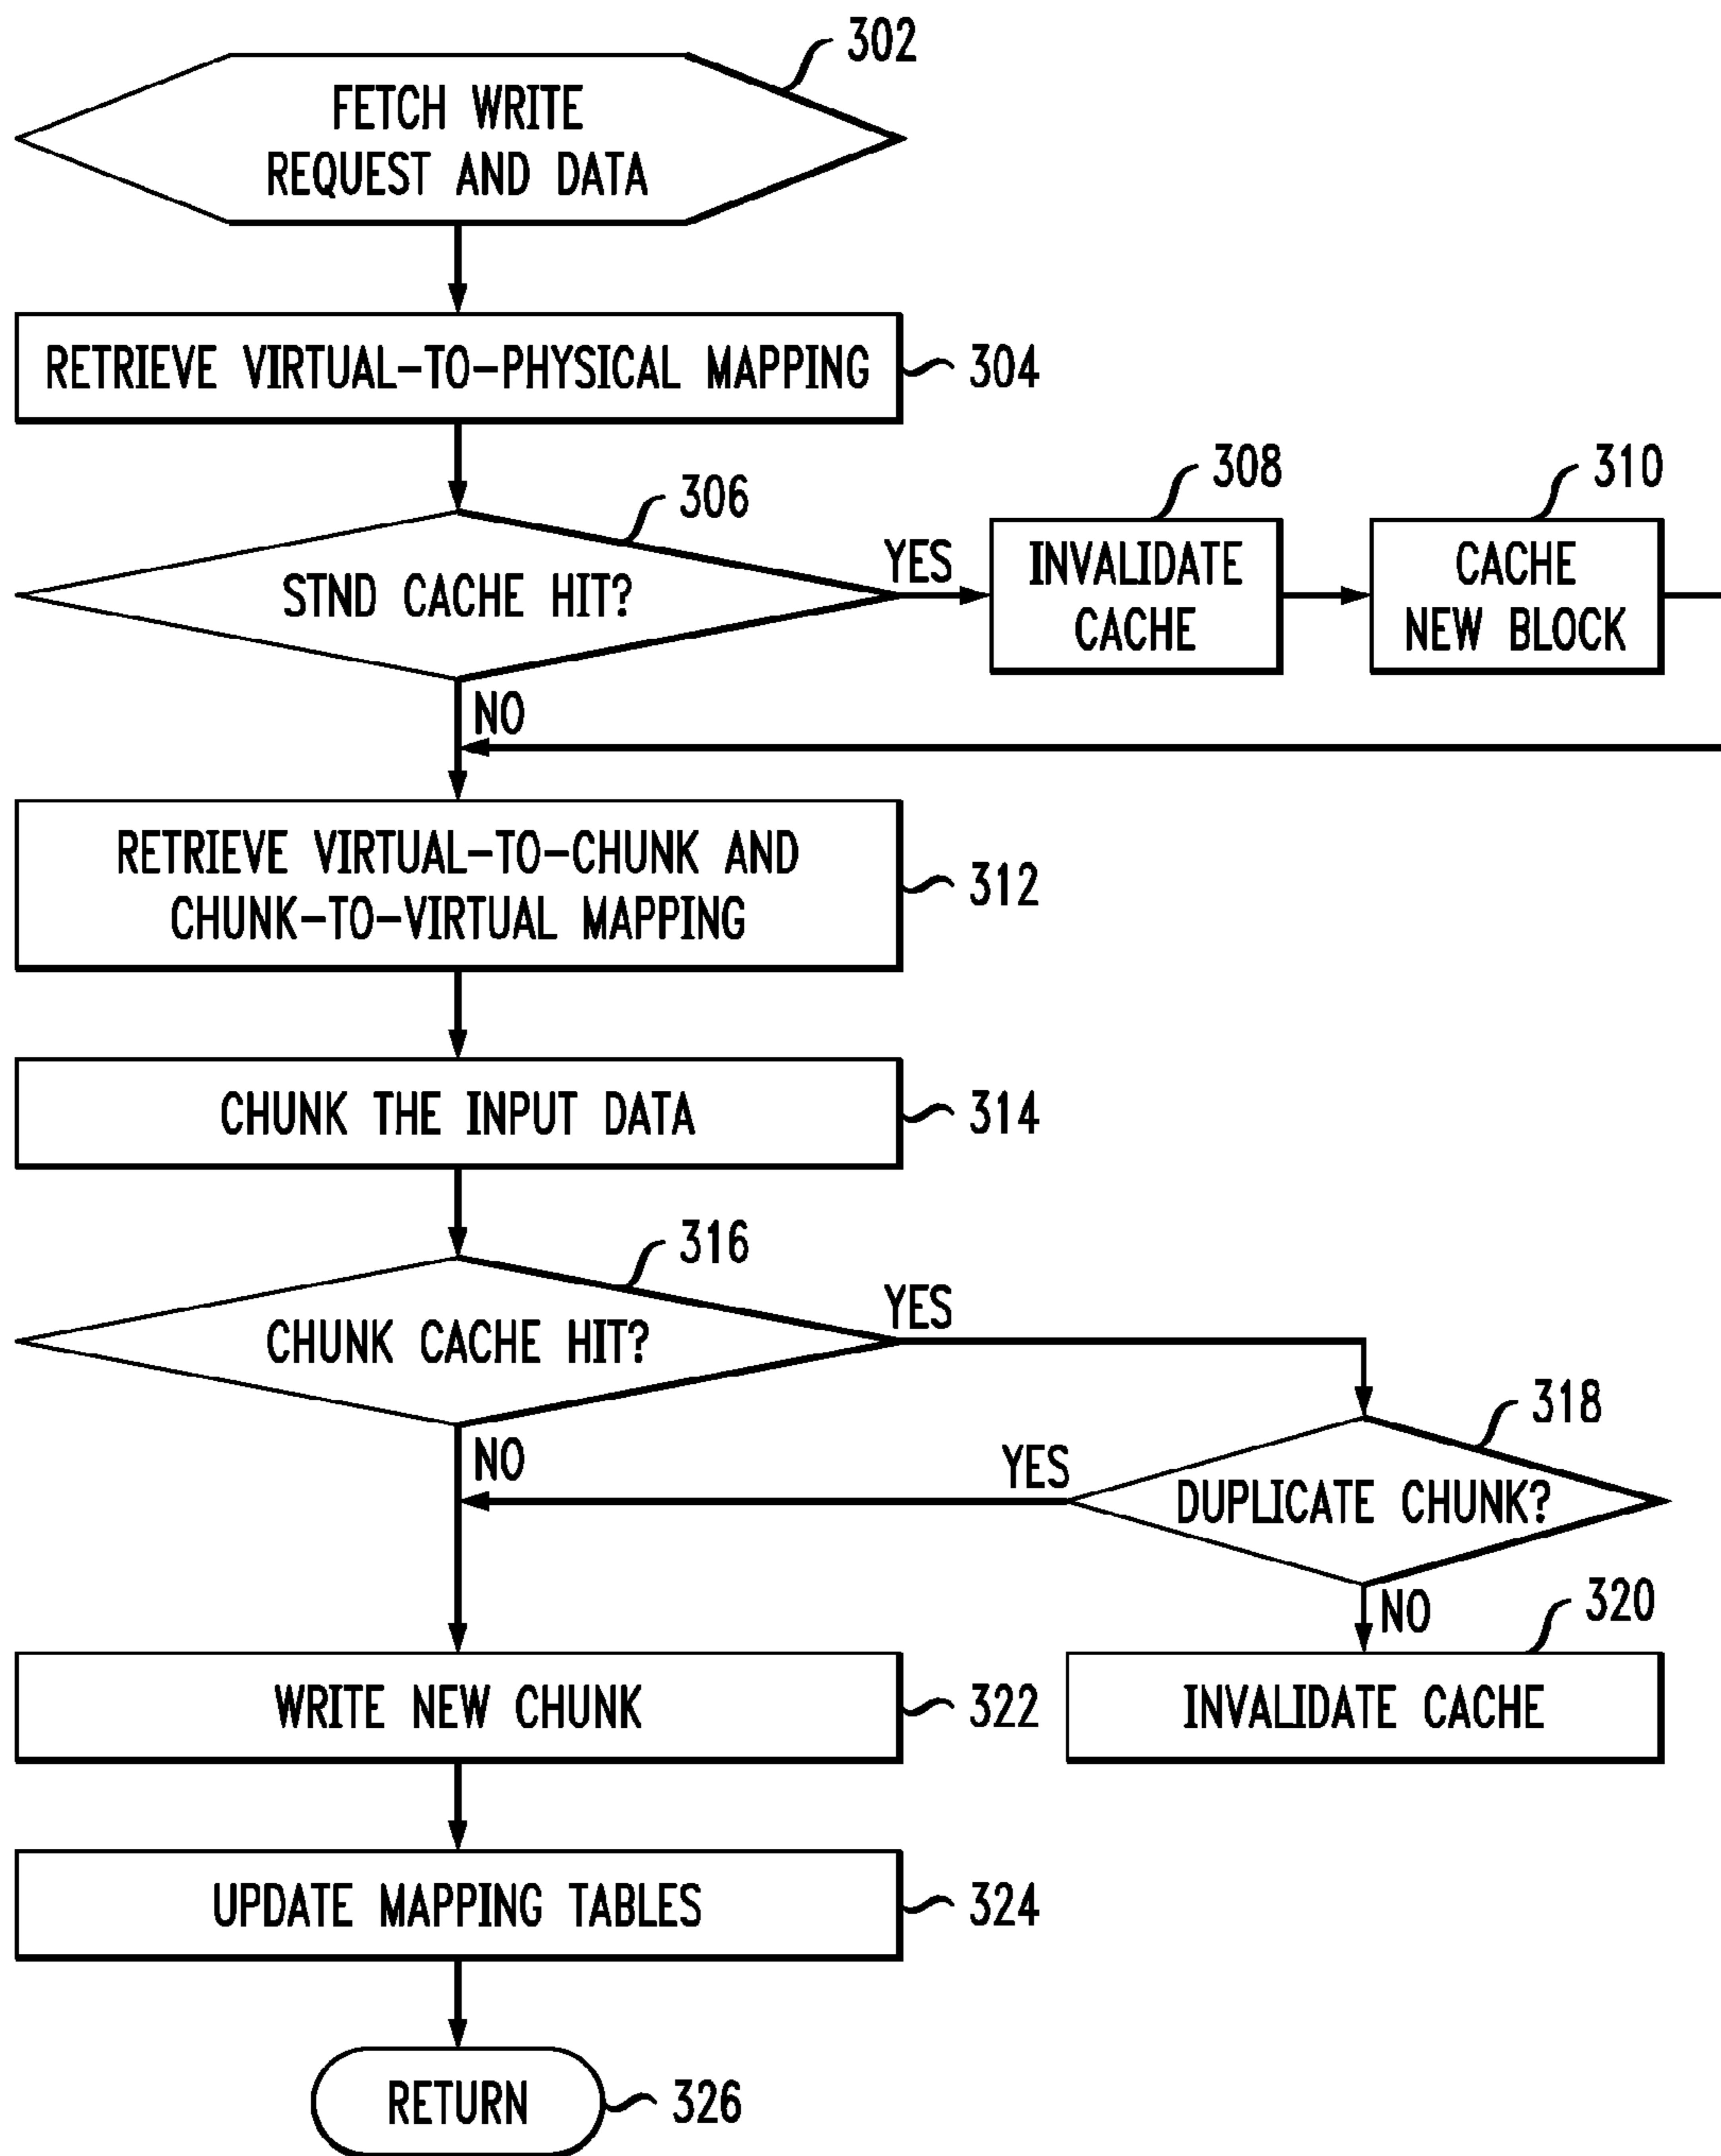 302
FETCH WRITE
REQUEST AND DATA
RETRIEVE VIRTUAL-TO-PHYSICAL MAPPING
304
306
STND CACHE HIT?
YES
308
INVALIDATE
CACHE
310
CACHE
NEW BLOCK
NO
RETRIEVE VIRTUAL-TO-CHUNK AND
CHUNK-TO-VIRTUAL MAPPING
312
CHUNK THE INPUT DATA
314
316
CHUNK CACHE HIT?
YES
NO
318
DUPLICATE CHUNK?
YES
NO
320
INVALIDATE CACHE
WRITE NEW CHUNK
322
UPDATE MAPPING TABLES
324
RETURN
326